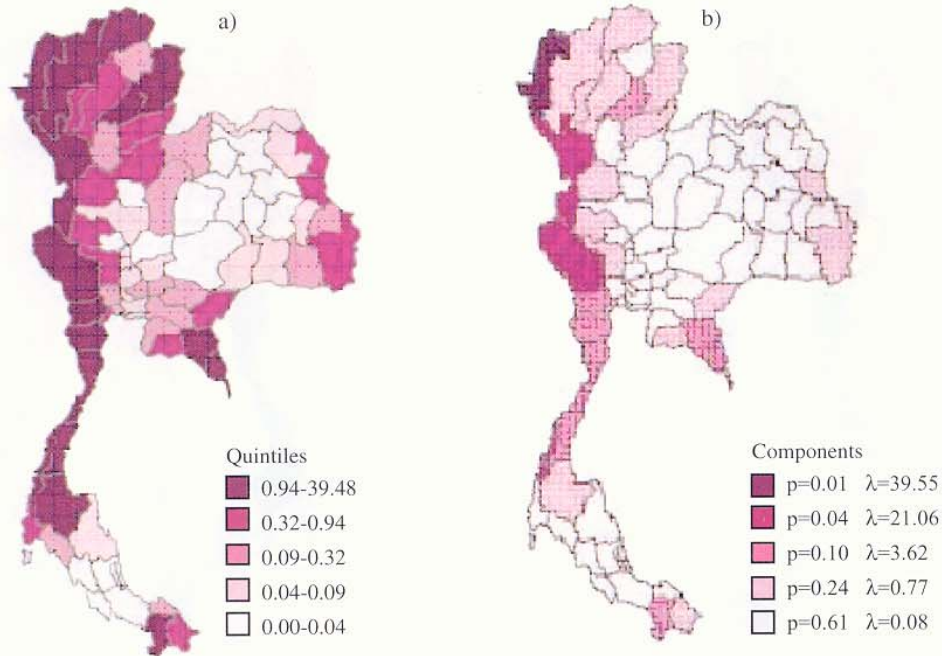 a)
b)
Quintiles
0.94-39.48
0.32-0.94
0.09-0.32
0.04-0.09
0.00-0.04
Components
p=0.01 λ=39.55
p=0.04 λ=21.06
p=0.10 λ=3.62
p=0.24 λ=0.77
p=0.61 λ=0.08